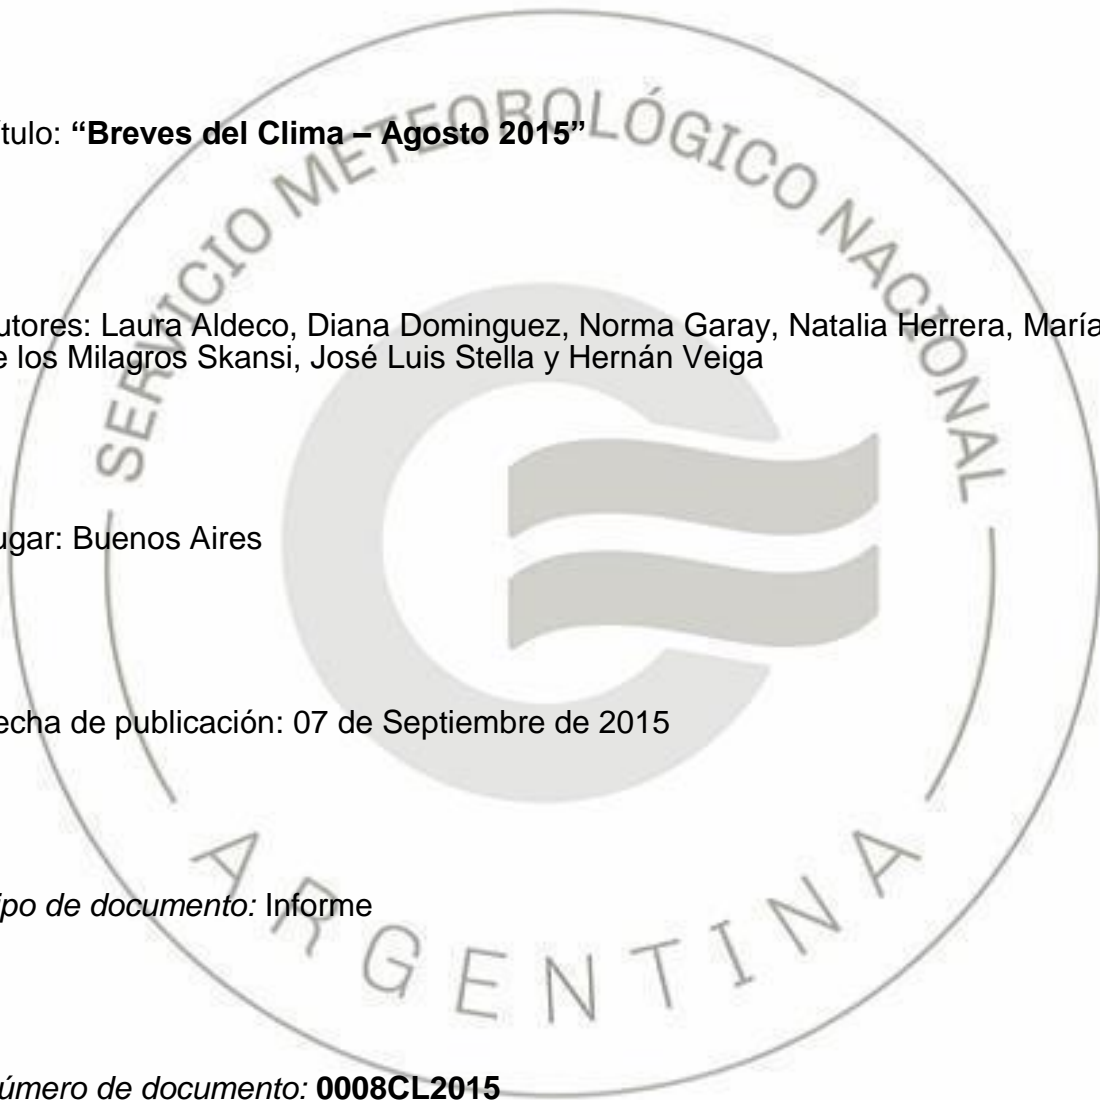 ítulo: “Breves del Clima – Agosto 2015”
SERVICIO METEOROLÓGICO NACIONAL
utores: Laura Aldeco, Diana Dominguez, Norma Garay, Natalia Herrera, María
e los Milagros Skansi, José Luis Stella y Hernán Veiga
ugar: Buenos Aires
echa de publicación: 07 de Septiembre de 2015
ipo de documento: Informe
ARGENTINA
úmero de documento: 0008CL2015